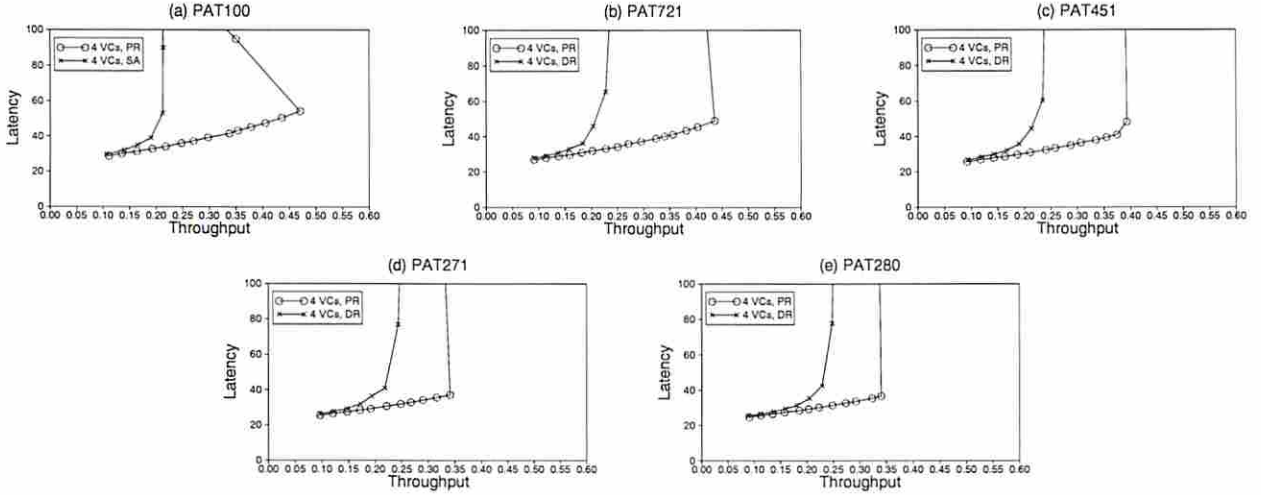 (a) PAT100
100
80
60
40
20
0
Latency
4 VCs, PR
4 VCs, SA
0.00 0.05 0.10 0.15 0.20 0.25 0.30 0.35 0.40 0.45 0.50 0.55 0.60
Throughput
(b) PAT721
100
80
60
40
20
0
Latency
4 VCs, PR
4 VCs, DR
0.00 0.05 0.10 0.15 0.20 0.25 0.30 0.35 0.40 0.45 0.50 0.55 0.60
Throughput
(c) PAT451
100
80
60
40
20
0
Latency
4 VCs, PR
4 VCs, DR
0.00 0.05 0.10 0.15 0.20 0.25 0.30 0.35 0.40 0.45 0.50 0.55 0.60
Throughput
(d) PAT271
100
80
60
40
20
0
Latency
4 VCs, PR
4 VCs, DR
0.00 0.05 0.10 0.15 0.20 0.25 0.30 0.35 0.40 0.45 0.50 0.55 0.60
Throughput
(e) PAT280
100
80
60
40
20
0
Latency
4 VCs, PR
4 VCs, DR
0.00 0.05 0.10 0.15 0.20 0.25 0.30 0.35 0.40 0.45 0.50 0.55 0.60
Throughput